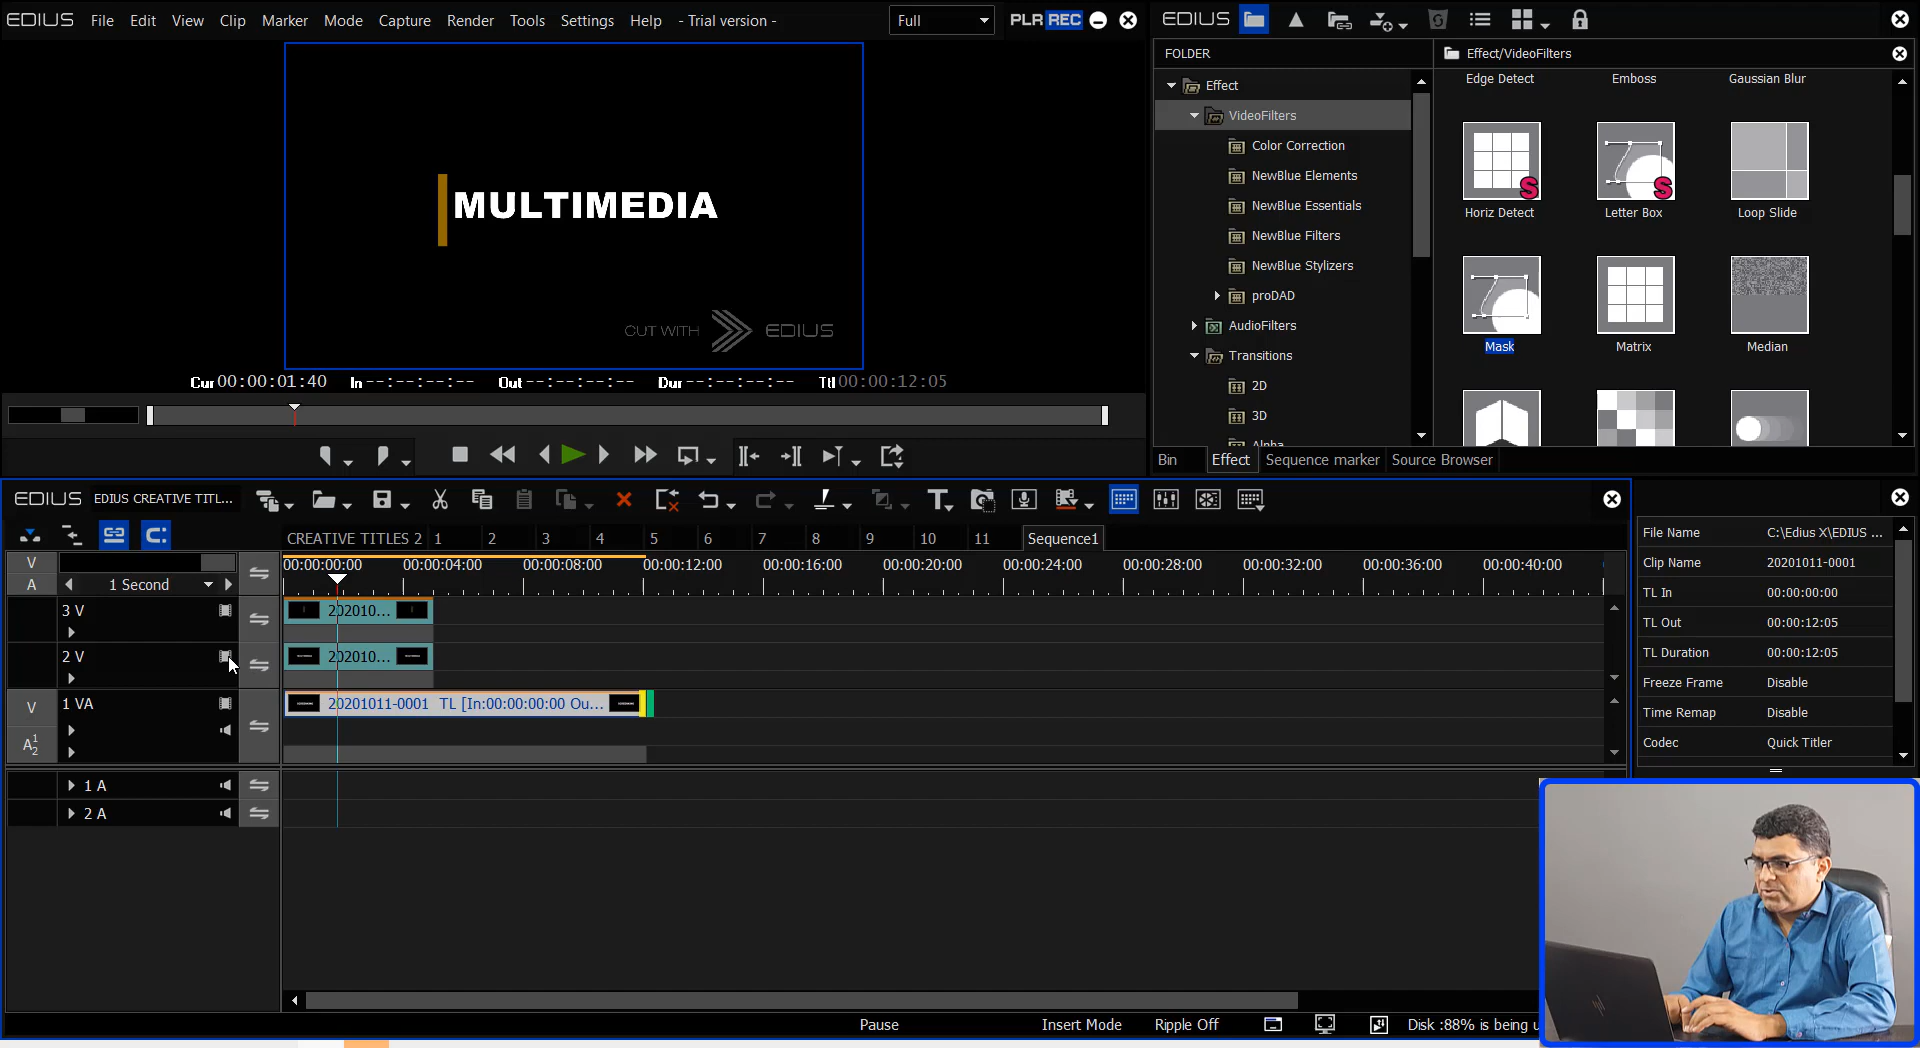 EDIUS File Edit View Clip Marker Mode Capture Render Tools Settings Help - Trial version -
Full
PLR REC
MULTIMEDIA
CUT WITH EDIUS
Cur 00:00:01:40 In --:--:--:-- Out --:--:--:-- Dur --:--:--:-- Ttl 00:00:12:05
EDIUS
FOLDER
Effect
VideoFilters
Color Correction
NewBlue Elements
NewBlue Essentials
NewBlue Filters
NewBlue Stylizers
proDAD
AudioFilters
Transitions
2D
3D
Alpha
Effect/VideoFilters
Edge Detect Emboss Gaussian Blur
Horiz Detect Letter Box Loop Slide
Mask Matrix Median
Bin Effect Sequence marker Source Browser
EDIUS EDIUS CREATIVE TITL...
CREATIVE TITLES 2 1 2 3 4 5 6 7 8 9 10 11 Sequence1
V
A 1 Second
00:00:00:00 00:00:04:00 00:00:08:00 00:00:12:00 00:00:16:00 00:00:20:00 00:00:24:00 00:00:28:00 00:00:32:00 00:00:36:00 00:00:40:00
3 V 202010...
2 V 202010...
V 1 VA 20201011-0001 TL [In:00:00:00:00 Ou...
A 1 2
1 A
2 A
File Name C:\Edius X\EDIUS ...
Clip Name 20201011-0001
TL In 00:00:00:00
TL Out 00:00:12:05
TL Duration 00:00:12:05
Freeze Frame Disable
Time Remap Disable
Codec Quick Titler
Pause Insert Mode Ripple Off Disk :88% is being